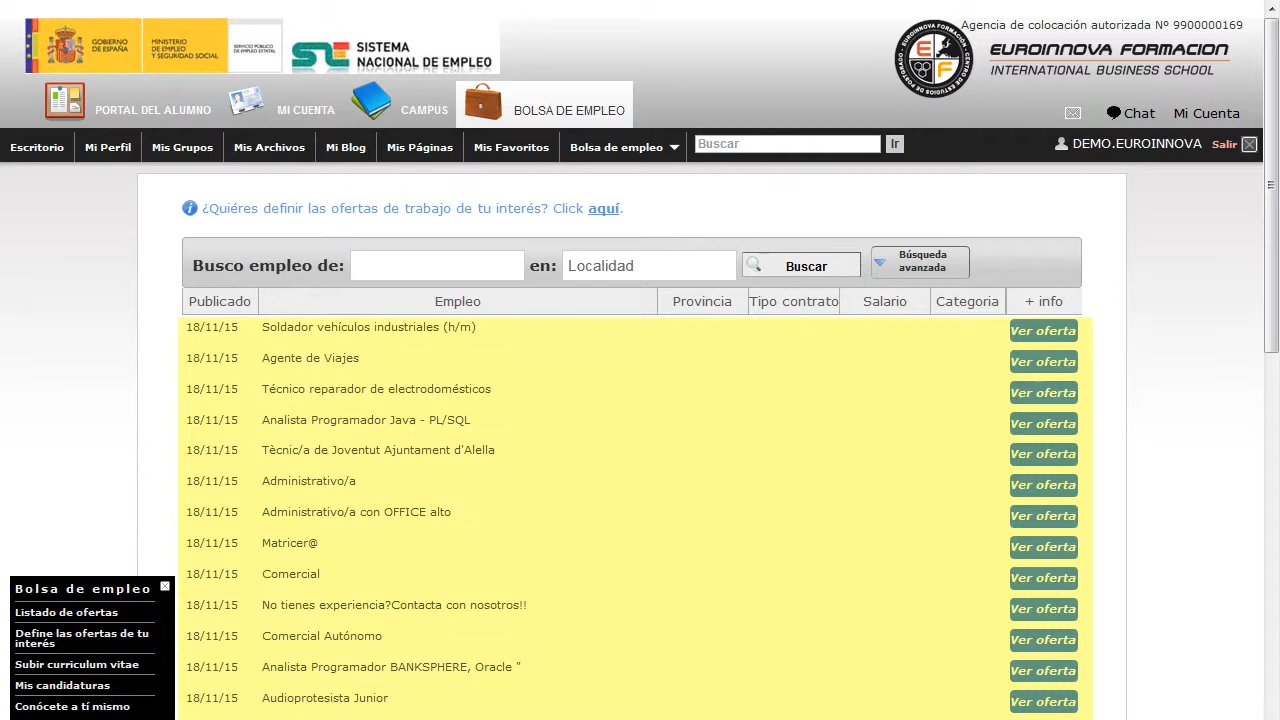 GOBIERNO DE ESPAÑA
MINISTERIO DE EMPLEO Y SEGURIDAD SOCIAL
SERVICIO PÚBLICO DE EMPLEO ESTATAL
SISTEMA NACIONAL DE EMPLEO
Agencia de colocación autorizada Nº 9900000169
EUROINNOVA FORMACION
INTERNATIONAL BUSINESS SCHOOL
PORTAL DEL ALUMNO MI CUENTA CAMPUS BOLSA DE EMPLEO
Chat Mi Cuenta
Escritorio Mi Perfil Mis Grupos Mis Archivos Mi Blog Mis Páginas Mis Favoritos Bolsa de empleo Buscar Ir DEMO.EUROINNOVA Salir
¿Quiéres definir las ofertas de trabajo de tu interés? Click aquí.
Busco empleo de: en: Localidad Buscar Búsqueda avanzada
Publicado Empleo Provincia Tipo contrato Salario Categoria + info
18/11/15 Soldador vehículos industriales (h/m) Ver oferta
18/11/15 Agente de Viajes Ver oferta
18/11/15 Técnico reparador de electrodomésticos Ver oferta
18/11/15 Analista Programador Java - PL/SQL Ver oferta
18/11/15 Tècnic/a de Joventut Ajuntament d'Alella Ver oferta
18/11/15 Administrativo/a Ver oferta
18/11/15 Administrativo/a con OFFICE alto Ver oferta
18/11/15 Matricer@ Ver oferta
18/11/15 Comercial Ver oferta
18/11/15 No tienes experiencia?Contacta con nosotros!! Ver oferta
18/11/15 Comercial Autónomo Ver oferta
18/11/15 Analista Programador BANKSPHERE, Oracle " Ver oferta
18/11/15 Audioprotesista Junior Ver oferta
Bolsa de empleo
Listado de ofertas
Define las ofertas de tu
interés
Subir curriculum vitae
Mis candidaturas
Conócete a tí mismo